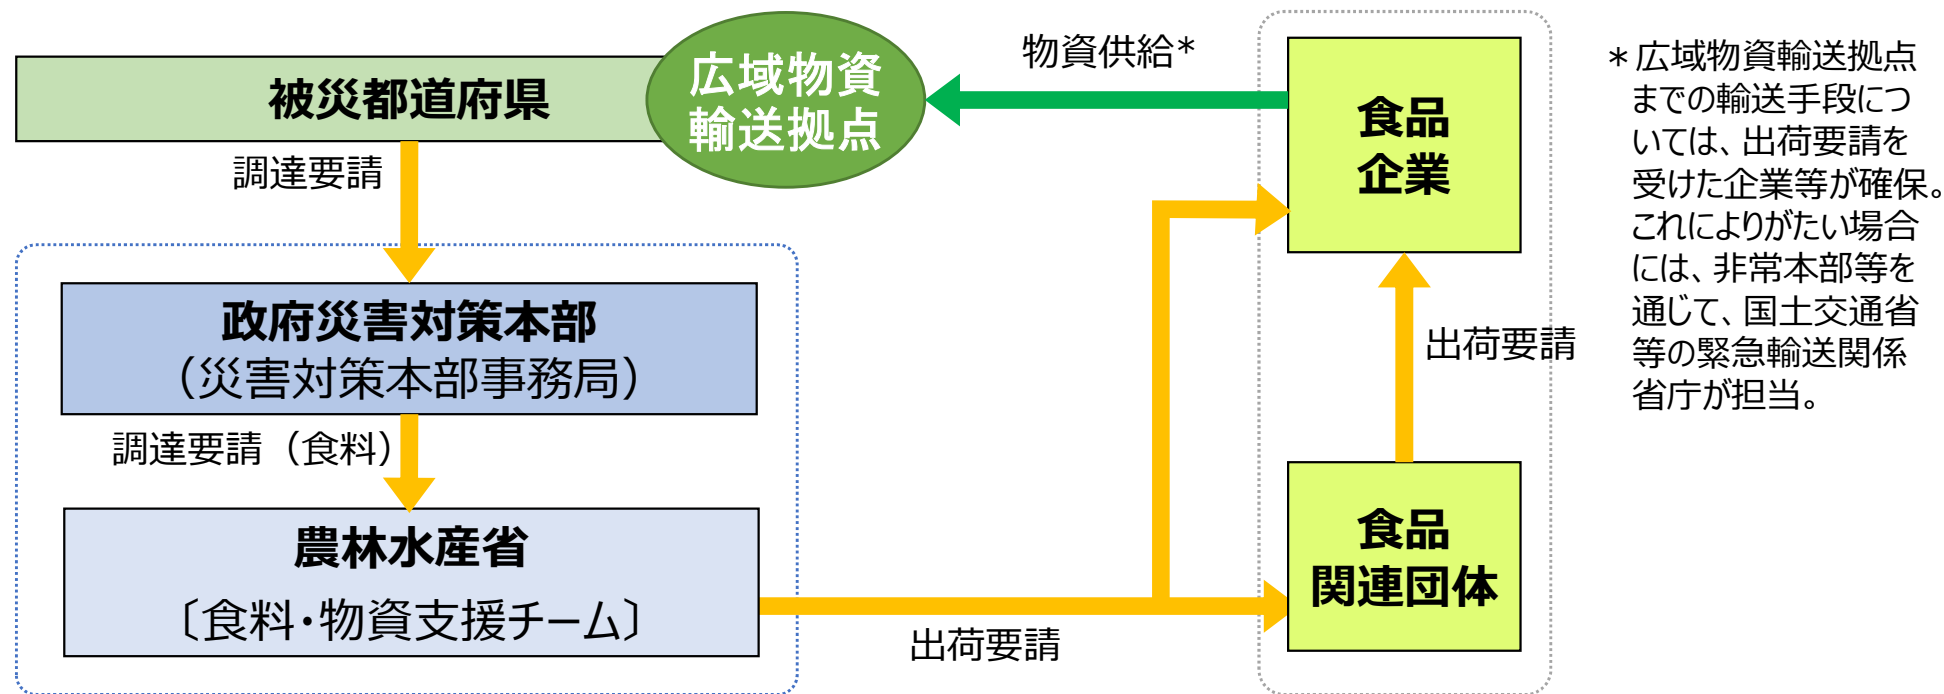 被災都道府県
広域物資
輸送拠点
物資供給*
食品
企業
*広域物資輸送拠点
までの輸送手段につ
いては、出荷要請を
受けた企業等が確保。
これによりがたい場合
には、非常本部等を
通じて、国土交通省
等の緊急輸送関係
省庁が担当。
調達要請
政府災害対策本部
（災害対策本部事務局）
調達要請（食料）
農林水産省
〔食料・物資支援チーム〕
出荷要請
出荷要請
食品
関連団体